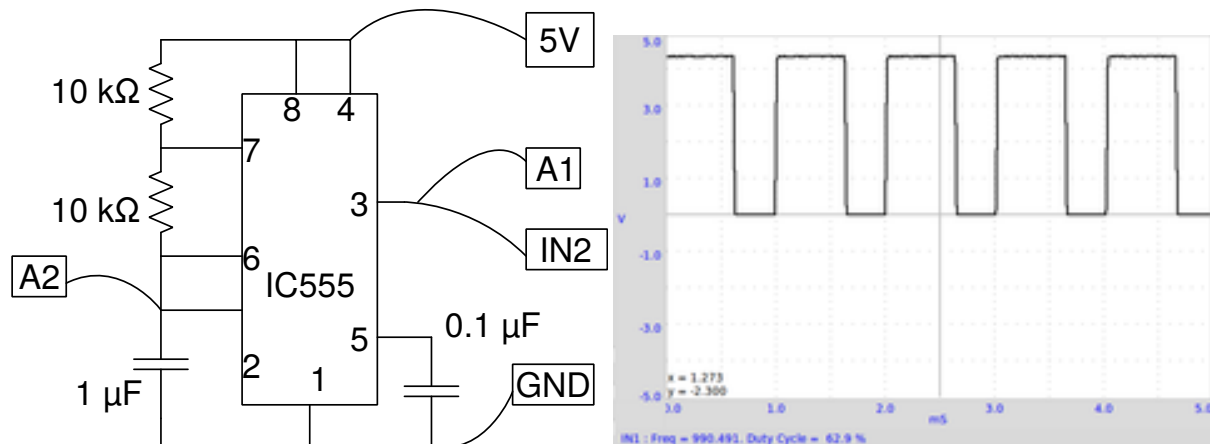 5V
10 kΩ
8 4
7
A1
10 kΩ
3
IN2
6
A2
IC555
5
0.1 µF
2
1
1 µF
GND
5.0
3.0
1.0
V
-1.0
-3.0
-5.0
x = 1.273
y = -2.300
1.0 2.0 3.0 4.0 5.0
mS
IN1 : Freq = 990.491, Duty Cycle = 62.9 %